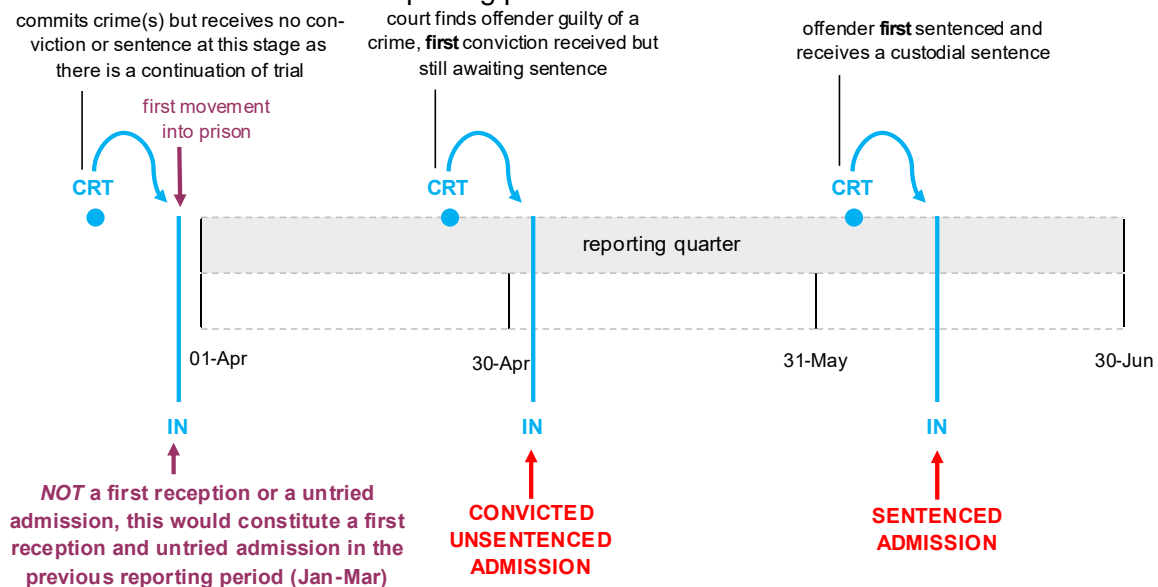 commits crime(s) but receives no con-
viction or sentence at this stage as
there is a continuation of trial
first movement
into prison
court finds offender guilty of a
crime, first conviction received but
still awaiting sentence
offender first sentenced and
receives a custodial sentence
CRT
CRT
CRT
reporting quarter
01-Apr
30-Apr
31-May
30-Jun
IN
IN
IN
NOT a first reception or a untried
admission, this would constitute a first
reception and untried admission in the
previous reporting period (Jan-Mar)
CONVICTED
UNSENTENCED
ADMISSION
SENTENCED
ADMISSION